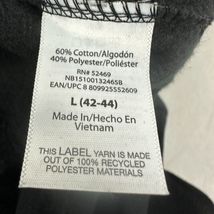 60% Cotton/Algodón
40% Polyester/Poliéster
RN# 52469
NB15100132465B
EAN/UPC 8 809925552609
L (42-44)
Made In/Hecho En
Vietnam
THIS LABEL YARN IS MADE
OUT OF 100% RECYCLED
POLYESTER MATERIALS